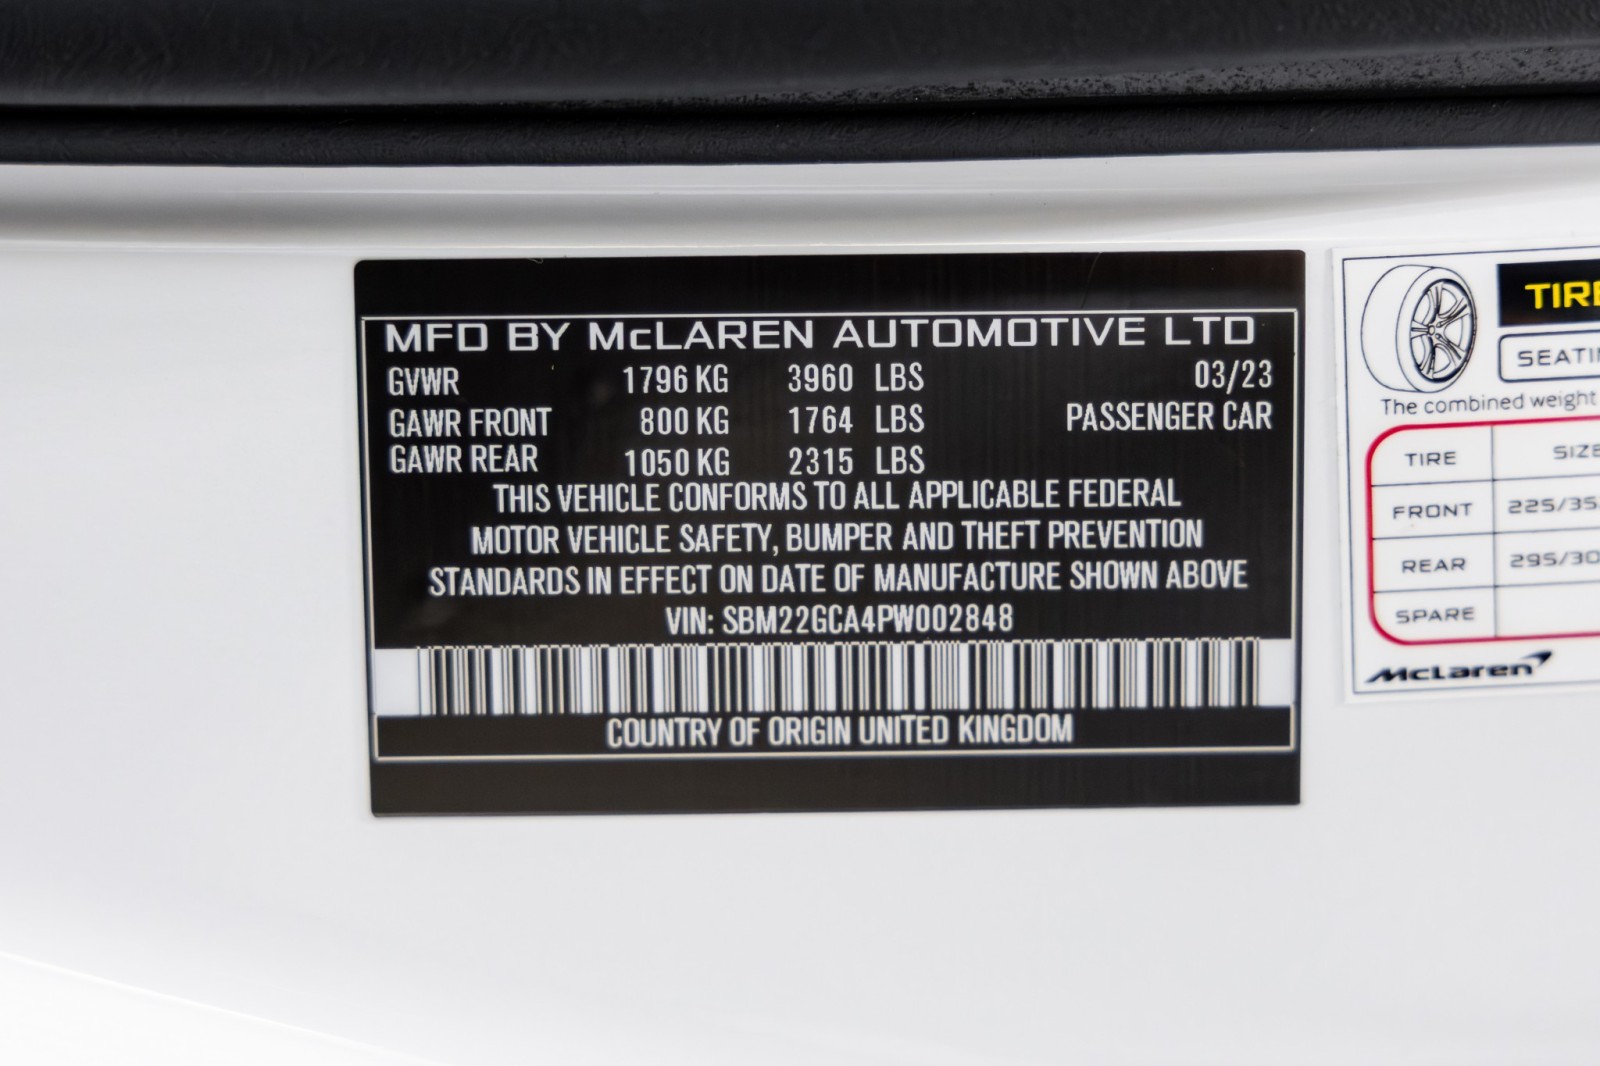 MFD BY McLAREN AUTOMOTIVE LTD
GVWR 1796 KG 3960 LBS 03/23
GAWR FRONT 800 KG 1764 LBS PASSENGER CAR
GAWR REAR 1050 KG 2315 LBS
THIS VEHICLE CONFORMS TO ALL APPLICABLE FEDERAL
MOTOR VEHICLE SAFETY, BUMPER AND THEFT PREVENTION
STANDARDS IN EFFECT ON DATE OF MANUFACTURE SHOWN ABOVE
VIN: SBM22GCA4PW002848
COUNTRY OF ORIGIN UNITED KINGDOM
The combined weight
TIRE
FRONT 225/35
REAR 295/30
SPARE
McLaren